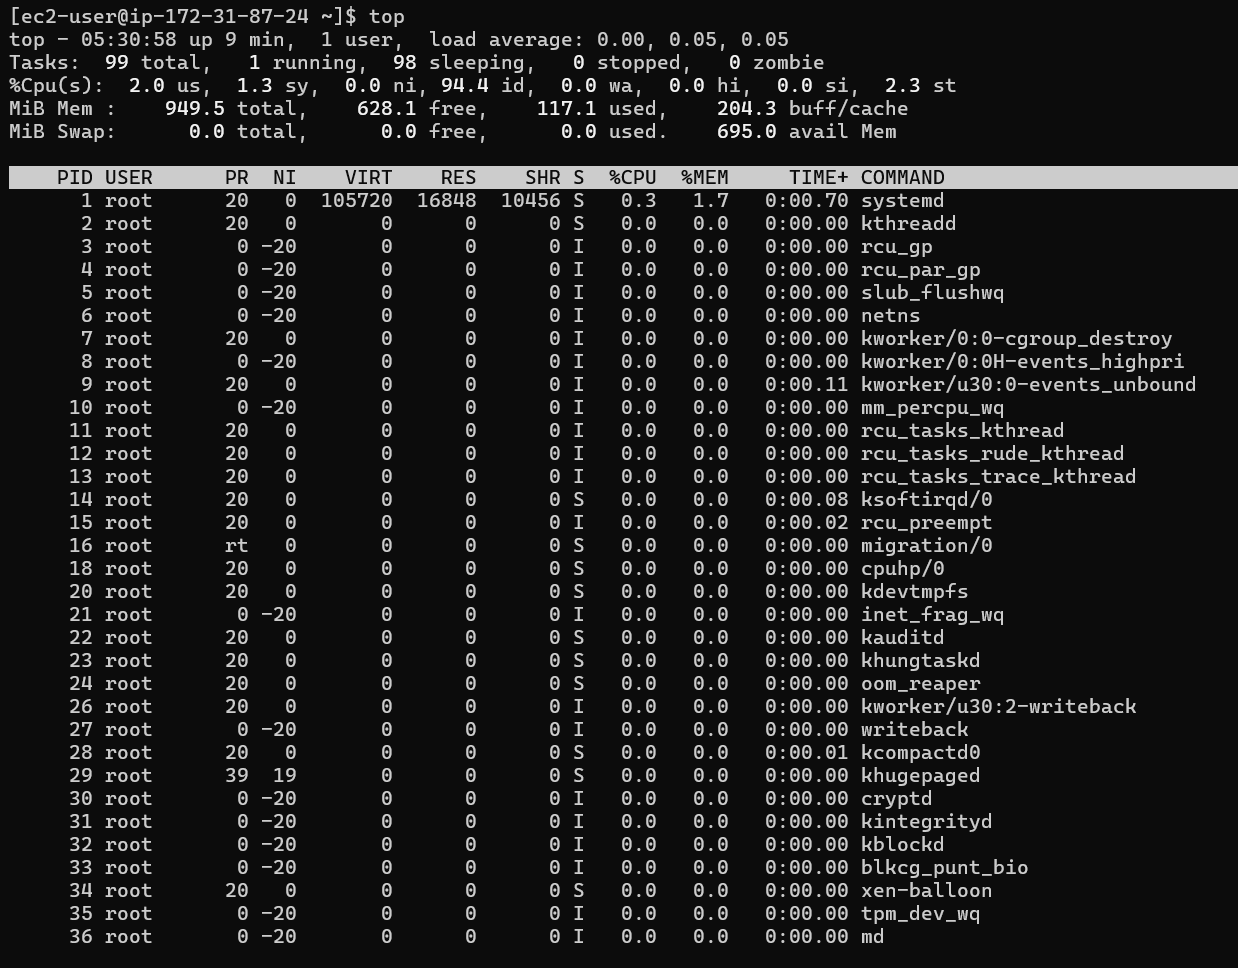 [ec2-user@ip-172-31-87-24 ~]$ top
top - 05:30:58 up 9 min,  1 user,  load average: 0.00, 0.05, 0.05
Tasks:  99 total,   1 running,  98 sleeping,   0 stopped,   0 zombie
%Cpu(s):  2.0 us,  1.3 sy,  0.0 ni, 94.4 id,  0.0 wa,  0.0 hi,  0.0 si,  2.3 st
MiB Mem :    949.5 total,    628.1 free,    117.1 used,    204.3 buff/cache
MiB Swap:      0.0 total,      0.0 free,      0.0 used.    695.0 avail Mem
    PID USER      PR  NI    VIRT    RES    SHR S  %CPU  %MEM     TIME+ COMMAND
      1 root      20   0  105720  16848  10456 S   0.3   1.7   0:00.70 systemd
      2 root      20   0       0      0      0 S   0.0   0.0   0:00.00 kthreadd
      3 root       0 -20       0      0      0 I   0.0   0.0   0:00.00 rcu_gp
      4 root       0 -20       0      0      0 I   0.0   0.0   0:00.00 rcu_par_gp
      5 root       0 -20       0      0      0 I   0.0   0.0   0:00.00 slub_flushwq
      6 root       0 -20       0      0      0 I   0.0   0.0   0:00.00 netns
      7 root      20   0       0      0      0 I   0.0   0.0   0:00.00 kworker/0:0-cgroup_destroy
      8 root       0 -20       0      0      0 I   0.0   0.0   0:00.00 kworker/0:0H-events_highpri
      9 root      20   0       0      0      0 I   0.0   0.0   0:00.11 kworker/u30:0-events_unbound
     10 root       0 -20       0      0      0 I   0.0   0.0   0:00.00 mm_percpu_wq
     11 root      20   0       0      0      0 I   0.0   0.0   0:00.00 rcu_tasks_kthread
     12 root      20   0       0      0      0 I   0.0   0.0   0:00.00 rcu_tasks_rude_kthread
     13 root      20   0       0      0      0 I   0.0   0.0   0:00.00 rcu_tasks_trace_kthread
     14 root      20   0       0      0      0 S   0.0   0.0   0:00.08 ksoftirqd/0
     15 root      20   0       0      0      0 I   0.0   0.0   0:00.02 rcu_preempt
     16 root      rt   0       0      0      0 S   0.0   0.0   0:00.00 migration/0
     18 root      20   0       0      0      0 S   0.0   0.0   0:00.00 cpuhp/0
     20 root      20   0       0      0      0 S   0.0   0.0   0:00.00 kdevtmpfs
     21 root       0 -20       0      0      0 I   0.0   0.0   0:00.00 inet_frag_wq
     22 root      20   0       0      0      0 S   0.0   0.0   0:00.00 kauditd
     23 root      20   0       0      0      0 S   0.0   0.0   0:00.00 khungtaskd
     24 root      20   0       0      0      0 S   0.0   0.0   0:00.00 oom_reaper
     26 root      20   0       0      0      0 I   0.0   0.0   0:00.00 kworker/u30:2-writeback
     27 root       0 -20       0      0      0 I   0.0   0.0   0:00.00 writeback
     28 root      20   0       0      0      0 S   0.0   0.0   0:00.01 kcompactd0
     29 root      39  19       0      0      0 S   0.0   0.0   0:00.00 khugepaged
     30 root       0 -20       0      0      0 I   0.0   0.0   0:00.00 cryptd
     31 root       0 -20       0      0      0 I   0.0   0.0   0:00.00 kintegrityd
     32 root       0 -20       0      0      0 I   0.0   0.0   0:00.00 kblockd
     33 root       0 -20       0      0      0 I   0.0   0.0   0:00.00 blkcg_punt_bio
     34 root      20   0       0      0      0 S   0.0   0.0   0:00.00 xen-balloon
     35 root       0 -20       0      0      0 I   0.0   0.0   0:00.00 tpm_dev_wq
     36 root       0 -20       0      0      0 I   0.0   0.0   0:00.00 md